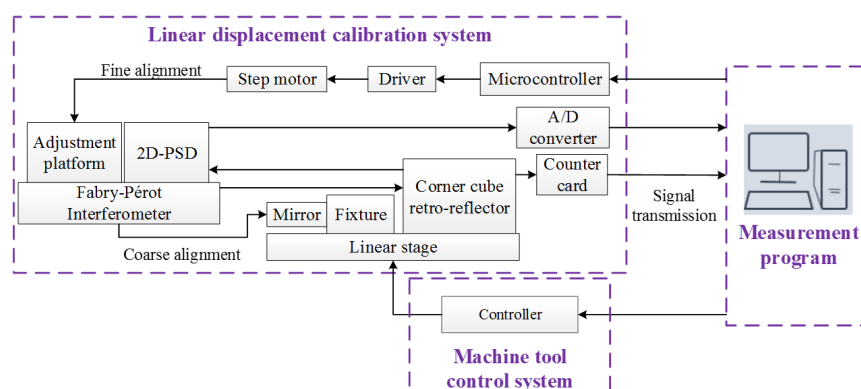 Linear displacement calibration system
Fine alignment
Step motor
Driver
Microcontroller
Adjustment
platform
2D-PSD
A/D
converter
Fabry-Pérot
Interferometer
Corner cube
retro-reflector
Counter
card
Mirror
Fixture
Coarse alignment
Linear stage
Signal
transmission
Measurement
program
Controller
Machine tool
control system